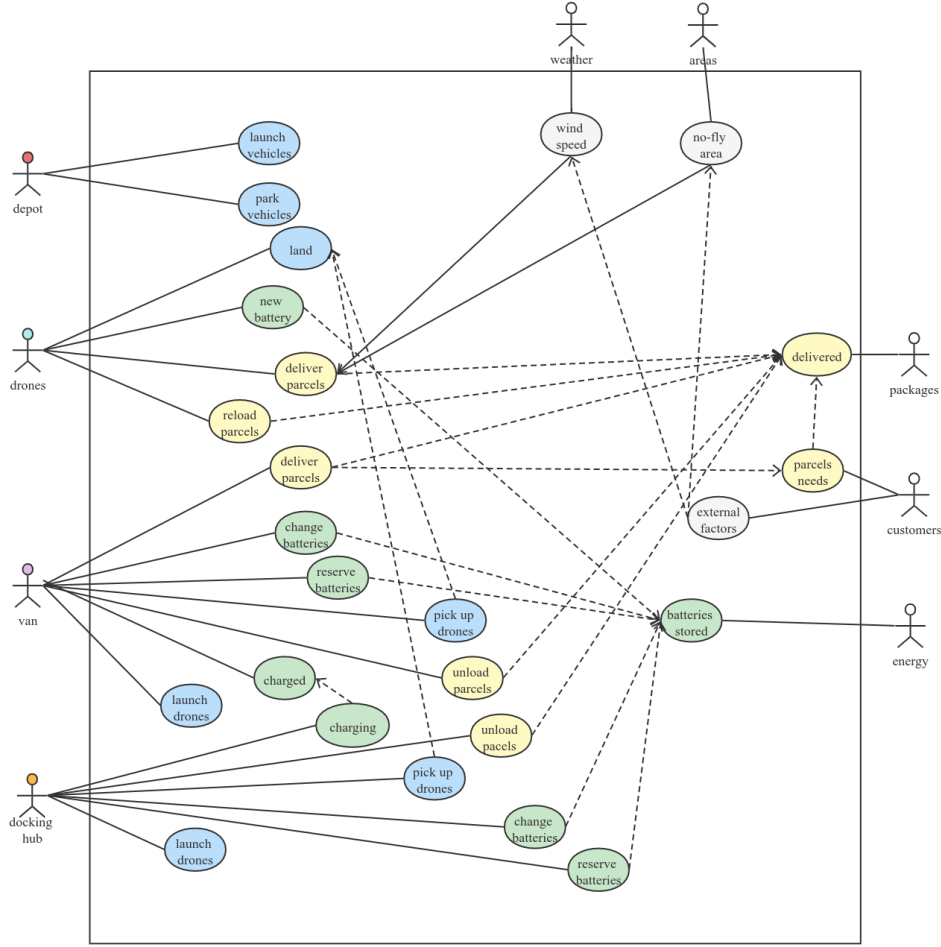 weather
areas
wind
speed
no-fly
area
launch
vehicles
depot
park
vehicles
land
new
battery
drones
deliver
parcels
delivered
packages
reload
parcels
deliver
parcels
parcels
needs
external
factors
customers
change
batteries
reserve
batteries
van
pick up
drones
batteries
stored
energy
unload
parcels
charged
launch
drones
charging
unload
pacels
pick up
drones
docking
hub
change
batteries
launch
drones
reserve
batteries